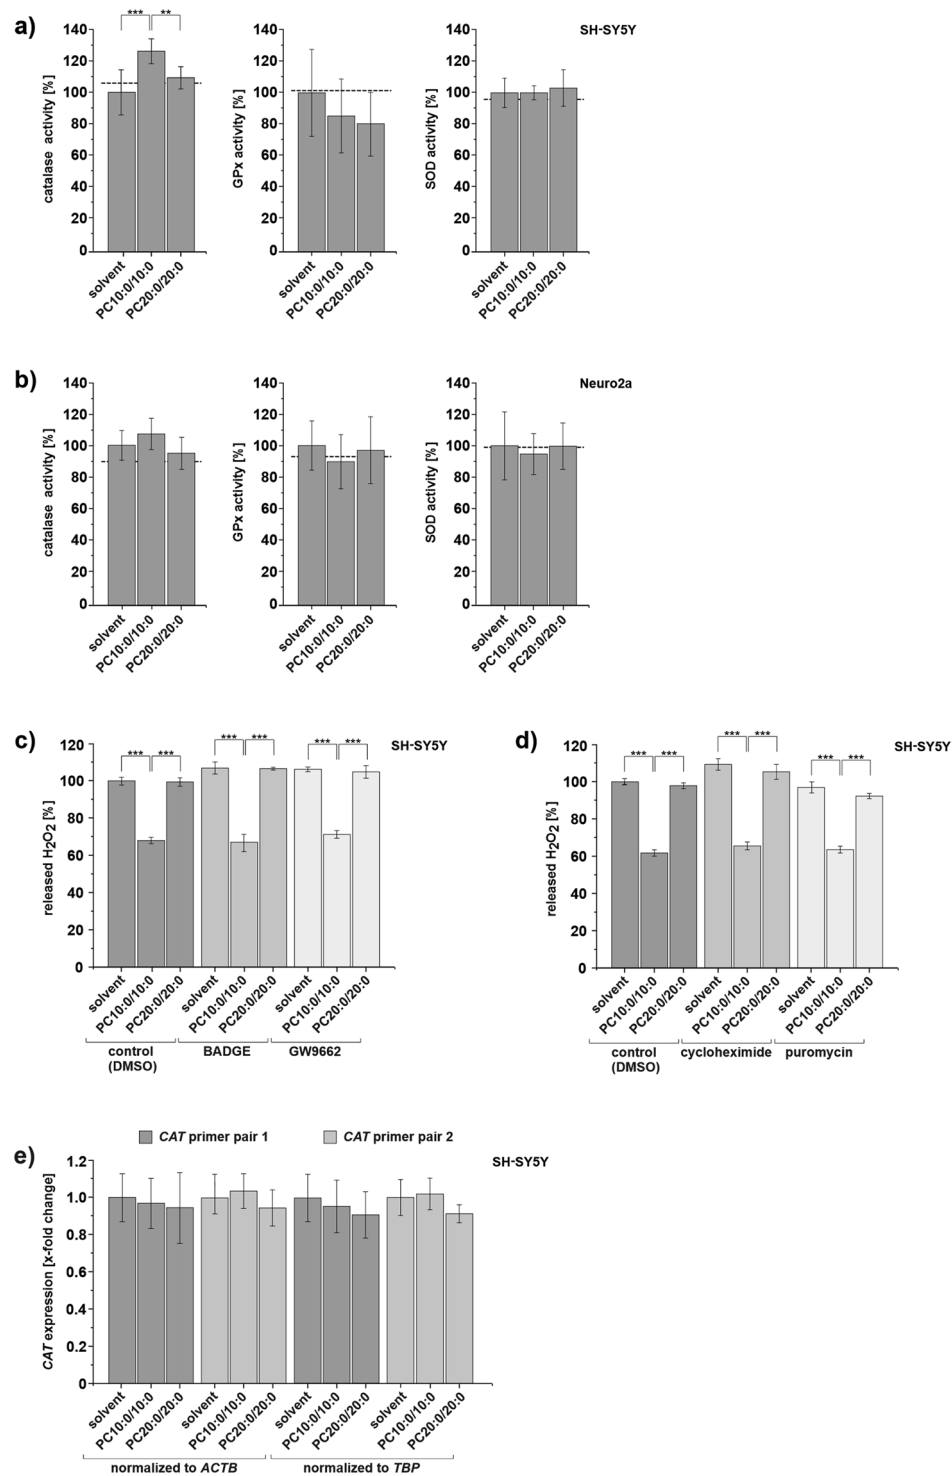 a)
SH-SY5Y
*** **
catalase activity [%]
140
120
100
80
60
40
20
0
solvent
PC10:0/10:0
PC20:0/20:0
GPx activity [%]
140
120
100
80
60
40
20
0
solvent
PC10:0/10:0
PC20:0/20:0
SOD activity [%]
140
120
100
80
60
40
20
0
solvent
PC10:0/10:0
PC20:0/20:0
b)
Neuro2a
catalase activity [%]
140
120
100
80
60
40
20
0
solvent
PC10:0/10:0
PC20:0/20:0
GPx activity [%]
140
120
100
80
60
40
20
0
solvent
PC10:0/10:0
PC20:0/20:0
SOD activity [%]
140
120
100
80
60
40
20
0
solvent
PC10:0/10:0
PC20:0/20:0
c)
SH-SY5Y
*** *** *** *** *** ***
released H2O2 [%]
120
100
80
60
40
20
0
solvent
PC10:0/10:0
PC20:0/20:0
solvent
PC10:0/10:0
PC20:0/20:0
solvent
PC10:0/10:0
PC20:0/20:0
control
(DMSO)
BADGE
GW9662
d)
SH-SY5Y
*** *** *** *** *** ***
released H2O2 [%]
120
100
80
60
40
20
0
solvent
PC10:0/10:0
PC20:0/20:0
solvent
PC10:0/10:0
PC20:0/20:0
solvent
PC10:0/10:0
PC20:0/20:0
control
(DMSO)
cycloheximide
puromycin
e)
CAT primer pair 1
CAT primer pair 2
SH-SY5Y
CAT expression [x-fold change]
1.2
1.0
0.8
0.6
0.4
0.2
0
solvent
PC10:0/10:0
PC20:0/20:0
solvent
PC10:0/10:0
PC20:0/20:0
solvent
PC10:0/10:0
PC20:0/20:0
solvent
PC10:0/10:0
PC20:0/20:0
normalized to ACTB
normalized to TBP